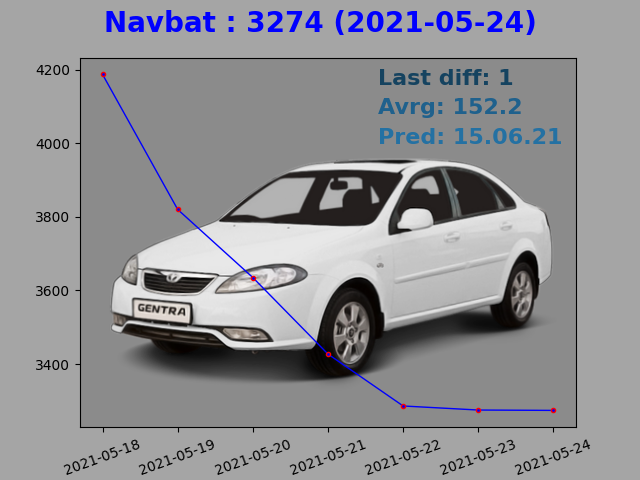 Navbat : 3274 (2021-05-24)
Last diff: 1
Avrg: 152.2
Pred: 15.06.21
4200
4000
3800
3600
3400
GENTRA
2021-05-18
2021-05-19
2021-05-20
2021-05-21
2021-05-22
2021-05-23
2021-05-24